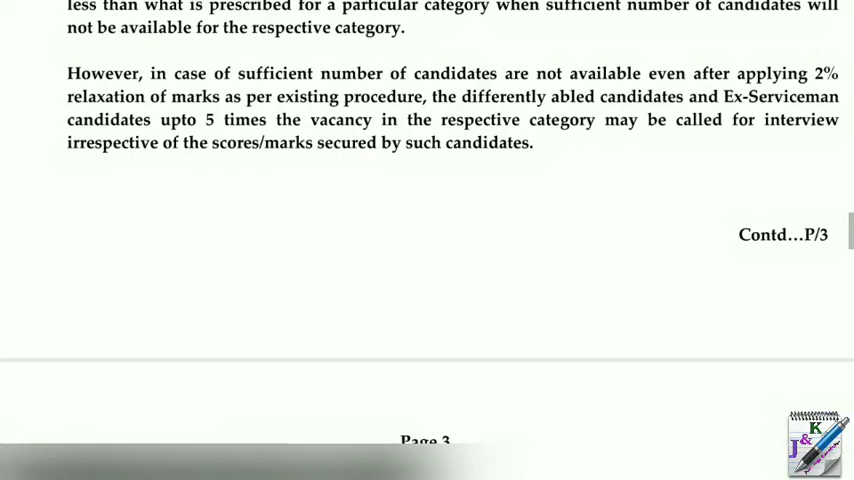 less than what is prescribed for a particular category when sufficient number of candidates will
not be available for the respective category.
However, in case of sufficient number of candidates are not available even after applying 2%
relaxation of marks as per existing procedure, the differently abled candidates and Ex-Serviceman
candidates upto 5 times the vacancy in the respective category may be called for interview
irrespective of the scores/marks secured by such candidates.
Contd...P/3
Page 3
J&K